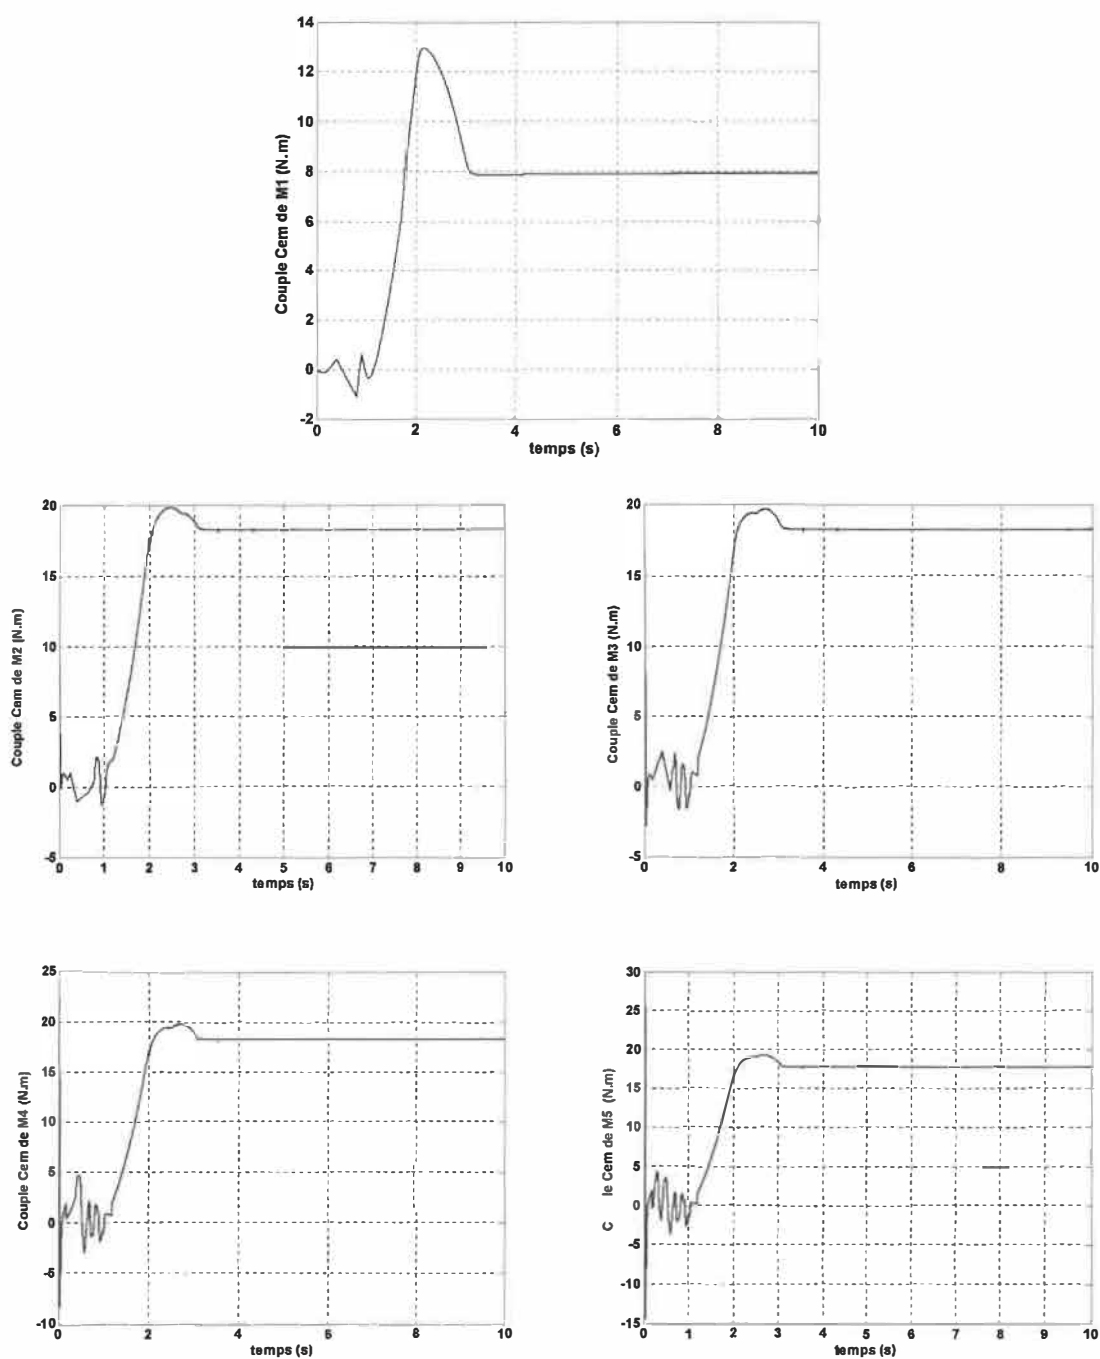 14
12
10
8
6
4
2
0
-2
Couple Cem de M1 (N.m)
0 2 4 6 8 10
temps (s)
20
15
10
5
0
-5
Couple Cem de M2 (N.m)
0 1 2 3 4 5 6 7 8 9 10
temps (s)
20
15
10
5
0
-5
Couple Cem de M3 (N.m)
0 2 4 6 8 10
temps (s)
25
20
15
10
5
0
-5
-10
Couple Cem de M4 (N.m)
0 2 4 6 8 10
temps (s)
30
25
20
15
10
5
0
-5
-10
-15
C le Cem de M5 (N.m)
0 1 2 3 4 5 6 7 8 9 10
temps (s)